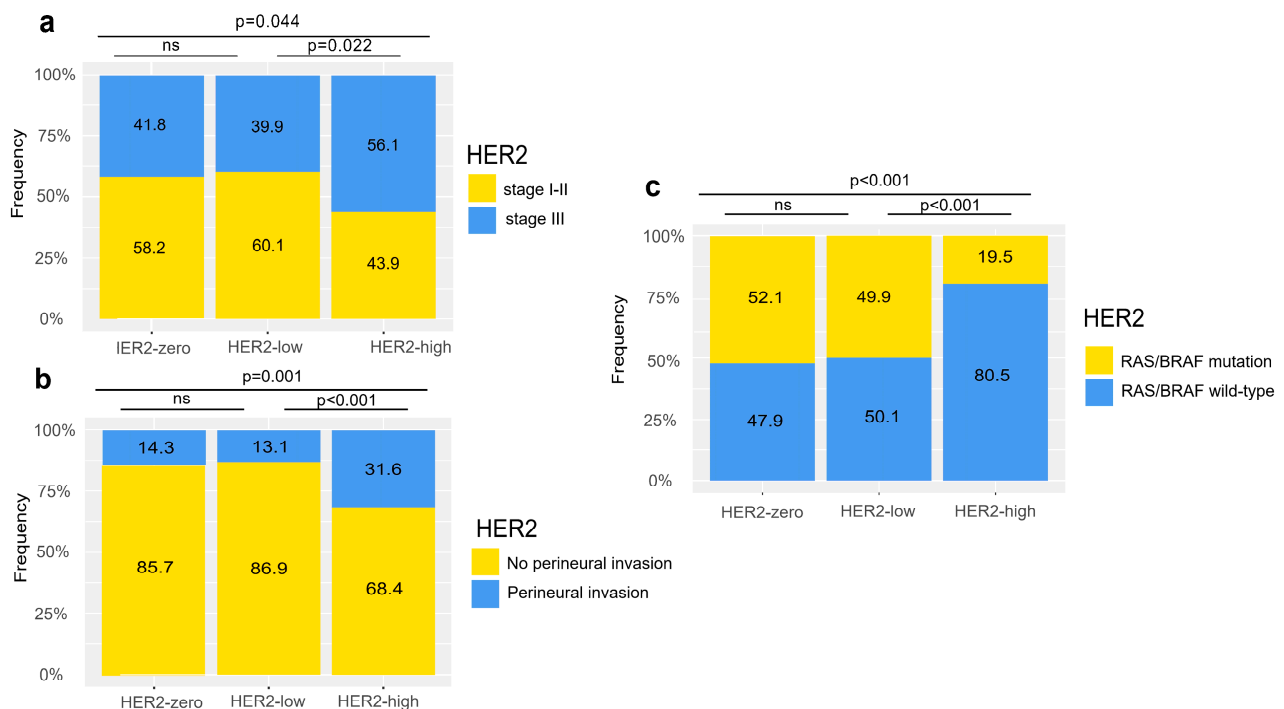 a
p=0.044
ns
p=0.022
100%
75%
50%
25%
0%
Frequency
41.8
39.9
56.1
58.2
60.1
43.9
IER2-zero
HER2-low
HER2-high
HER2
stage I-II
stage III
b
p=0.001
ns
p<0.001
100%
75%
50%
25%
0%
Frequency
14.3
13.1
31.6
85.7
86.9
68.4
HER2-zero
HER2-low
HER2-high
HER2
No perineural invasion
Perineural invasion
c
p<0.001
ns
p<0.001
100%
75%
50%
25%
0%
Frequency
52.1
49.9
19.5
47.9
50.1
80.5
HER2-zero
HER2-low
HER2-high
HER2
RAS/BRAF mutation
RAS/BRAF wild-type